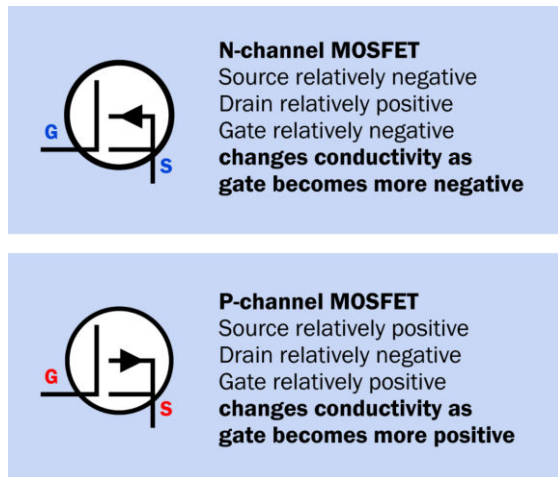 N-channel MOSFET
Source relatively negative
Drain relatively positive
Gate relatively negative
changes conductivity as
gate becomes more negative
G
S
P-channel MOSFET
Source relatively positive
Drain relatively negative
Gate relatively positive
changes conductivity as
gate becomes more positive
G
S